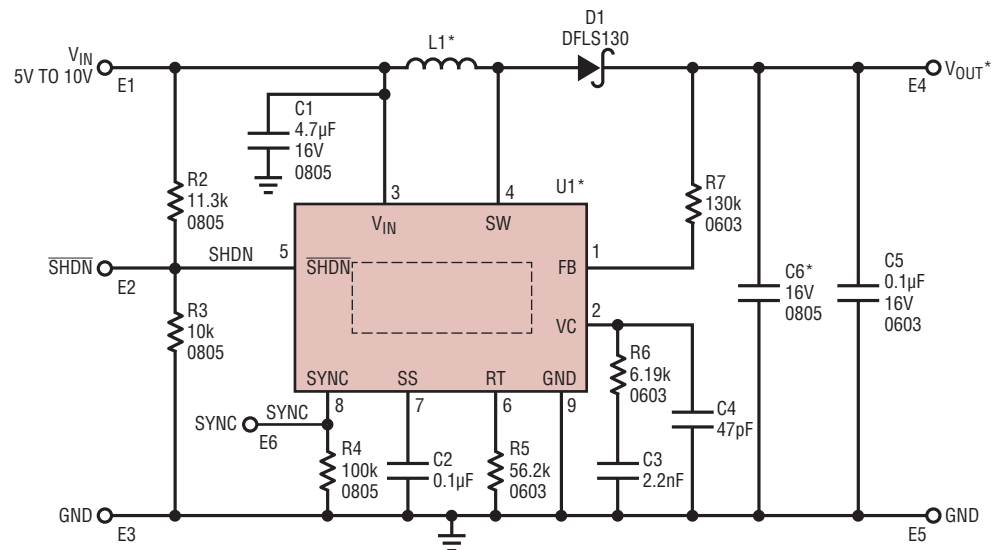 D1
DFLS130
L1*
VIN
5V TO 10V
E1
VOUT*
E4
C1
4.7µF
16V
0805
R2
11.3k
0805
3
4
U1*
VIN
SW
R7
130k
0603
SHDN
E2
SHDN
5
SHDN
1
FB
C6*
16V
0805
C5
0.1µF
16V
0603
R3
10k
0805
2
VC
R6
6.19k
0603
SYNC
SS
RT
GND
8
7
6
9
SYNC
E6
SYNC
R4
100k
0805
C2
0.1µF
R5
56.2k
0603
C3
2.2nF
C4
47pF
GND
E3
GND
E5